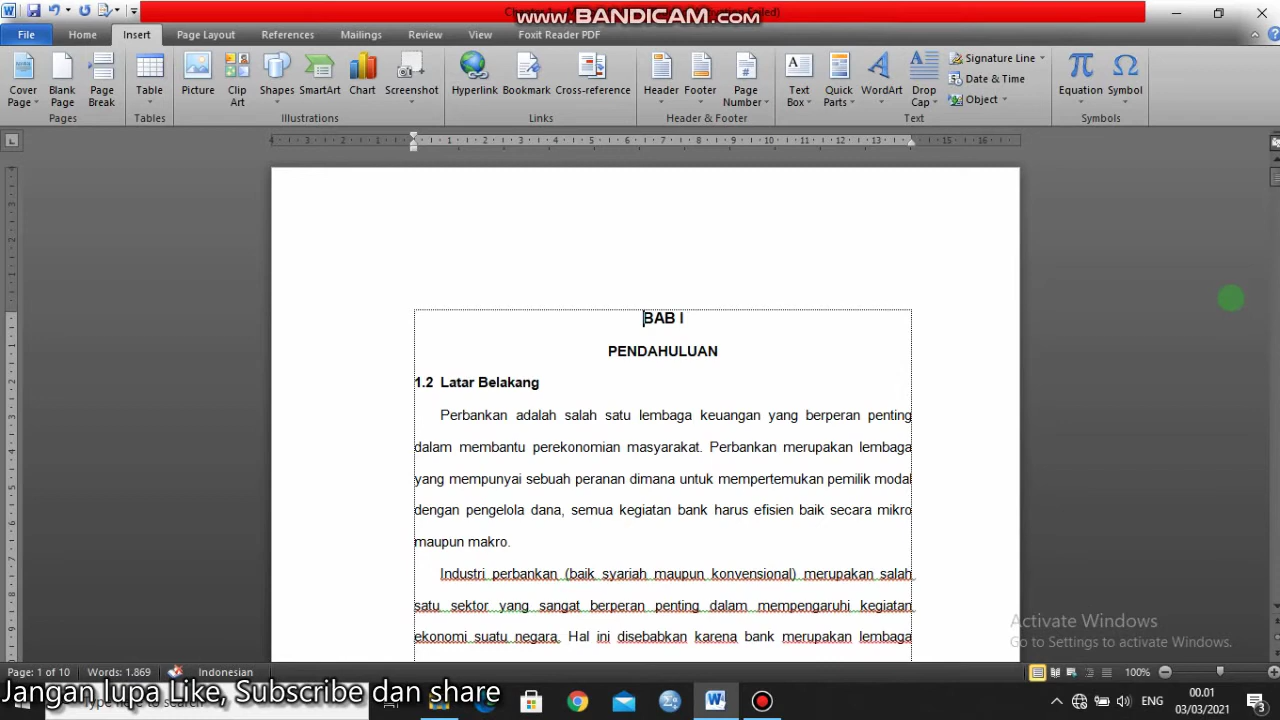 www.BANDICAM.com
File Home Insert Page Layout References Mailings Review View Foxit Reader PDF
Cover Page
Blank Page
Page Break
Table
Picture
Clip Art
Shapes
SmartArt
Chart
Screenshot
Hyperlink
Bookmark
Cross-reference
Header
Footer
Page Number
Text Box
Quick Parts
WordArt
Drop Cap
Signature Line
Date & Time
Object
Equation
Symbol
Pages Tables Illustrations Links Header & Footer Text Symbols
BAB I
PENDAHULUAN
1.2 Latar Belakang
Perbankan adalah salah satu lembaga keuangan yang berperan penting
dalam membantu perekonomian masyarakat. Perbankan merupakan lembaga
yang mempunyai sebuah peranan dimana untuk mempertemukan pemilik modal
dengan pengelola dana, semua kegiatan bank harus efisien baik secara mikro
maupun makro.
Industri perbankan (baik syariah maupun konvensional) merupakan salah
satu sektor yang sangat berperan penting dalam mempengaruhi kegiatan
ekonomi suatu negara. Hal ini disebabkan karena bank merupakan lembaga
Activate Windows
Go to Settings to activate Windows.
Page: 1 of 10 Words: 1.869 Indonesian 100%
Jangan lupa Like, Subscribe dan share
ENG
00.01
03/03/2021
3